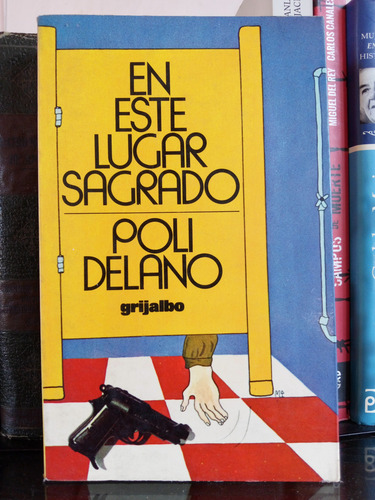 EN
ESTE
LUGAR
SAGRADO
POLI
DELANO
grijalbo
MIGUEL DEL REY
CARLOS CANALES
CAMPOS DE MUERTE